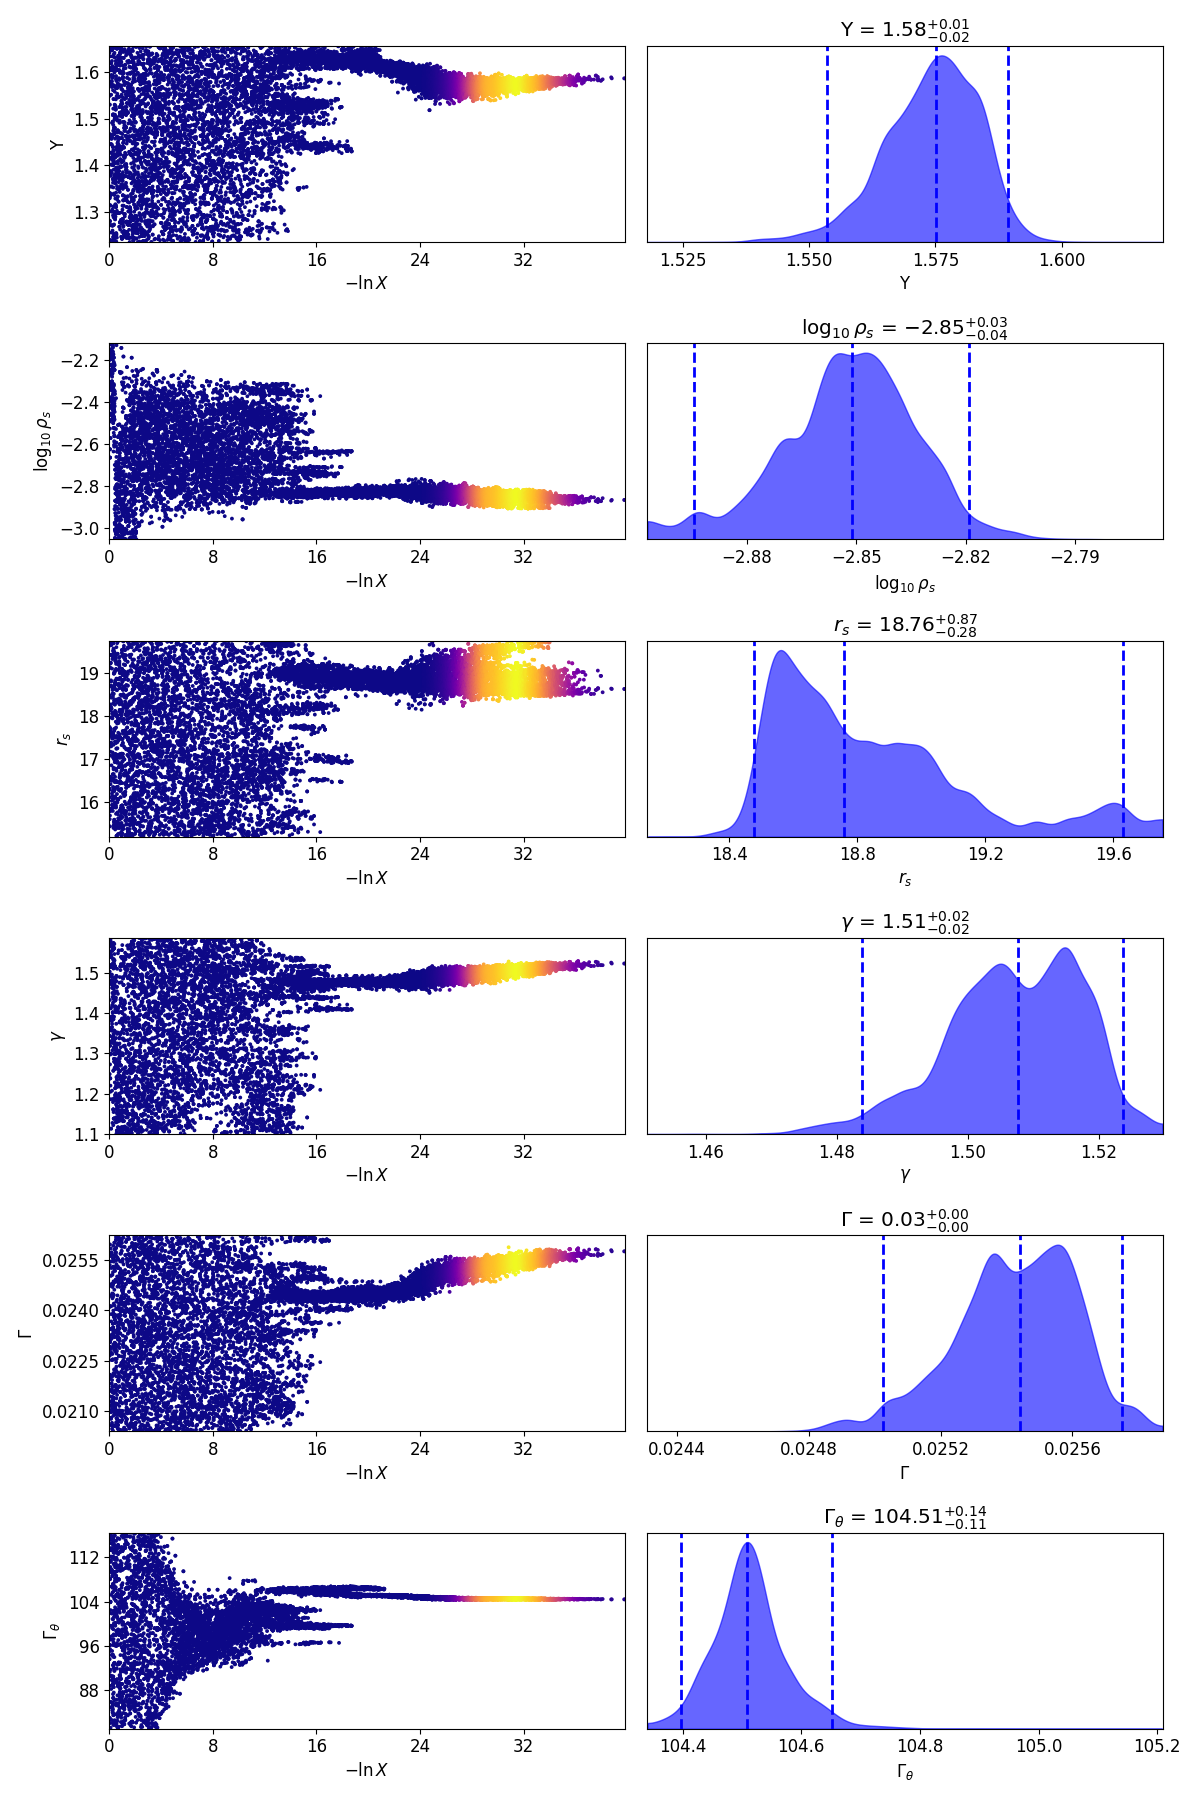 Υ = 1.58 +0.01 −0.02
1.6
1.5
1.4
1.3
Υ
0 8 16 24 32
1.525 1.550 1.575 1.600
−ln X
Υ
log₁₀ ρₛ = −2.85 +0.03 −0.04
−2.2
−2.4
−2.6
−2.8
−3.0
log₁₀ ρₛ
0 8 16 24 32
−2.88 −2.85 −2.82 −2.79
−ln X
log₁₀ ρₛ
rₛ = 18.76 +0.87 −0.28
19
18
17
16
rₛ
0 8 16 24 32
18.4 18.8 19.2 19.6
−ln X
rₛ
γ = 1.51 +0.02 −0.02
1.5
1.4
1.3
1.2
1.1
γ
0 8 16 24 32
1.46 1.48 1.50 1.52
−ln X
γ
Γ = 0.03 +0.00 −0.00
0.0255
0.0240
0.0225
0.0210
Γ
0 8 16 24 32
0.0244 0.0248 0.0252 0.0256
−ln X
Γ
Γ_θ = 104.51 +0.14 −0.11
112
104
96
88
Γ_θ
0 8 16 24 32
104.4 104.6 104.8 105.0 105.2
−ln X
Γ_θ